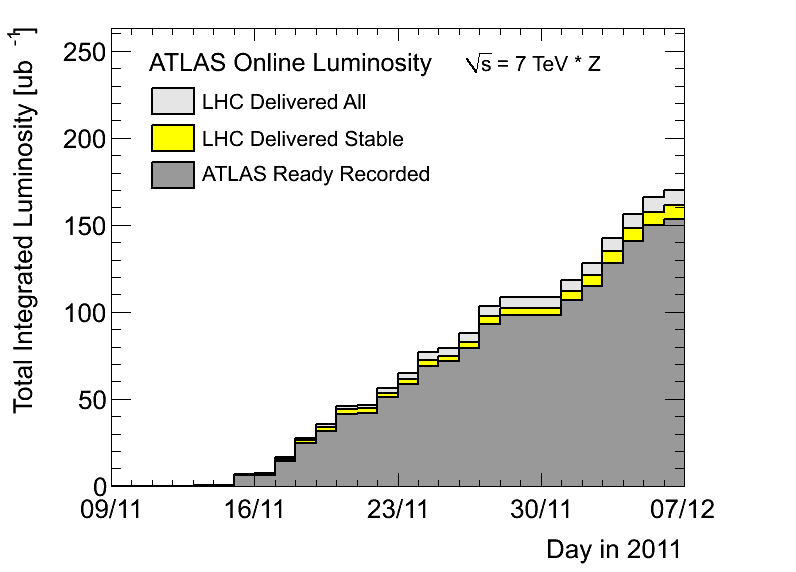 Total Integrated Luminosity [ub -1]
250
200
150
100
50
0
ATLAS Online Luminosity √s = 7 TeV * Z
LHC Delivered All
LHC Delivered Stable
ATLAS Ready Recorded
09/11 16/11 23/11 30/11 07/12
Day in 2011